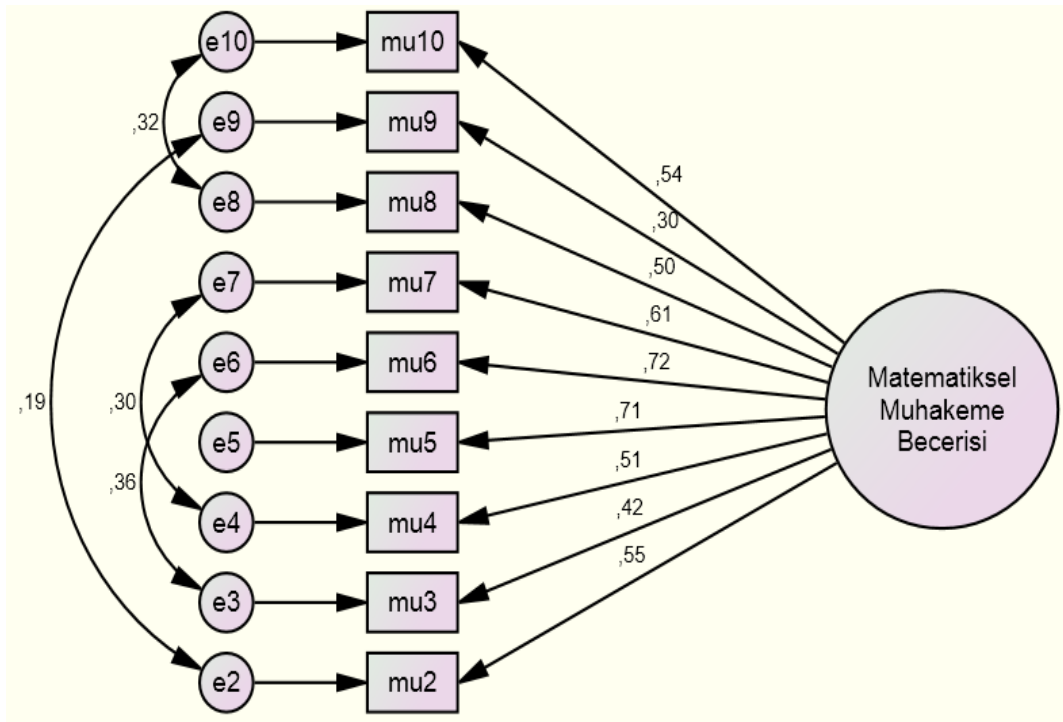 e10 mu10
,54
,32 e9 mu9
e8 mu8 ,30
,50
e7 mu7 ,61
e6 mu6 ,72
Matematiksel
Muhakeme
Becerisi
,19 ,30 ,71
e5 mu5
,51
,36
e4 mu4 ,42
,55
e3 mu3
e2 mu2